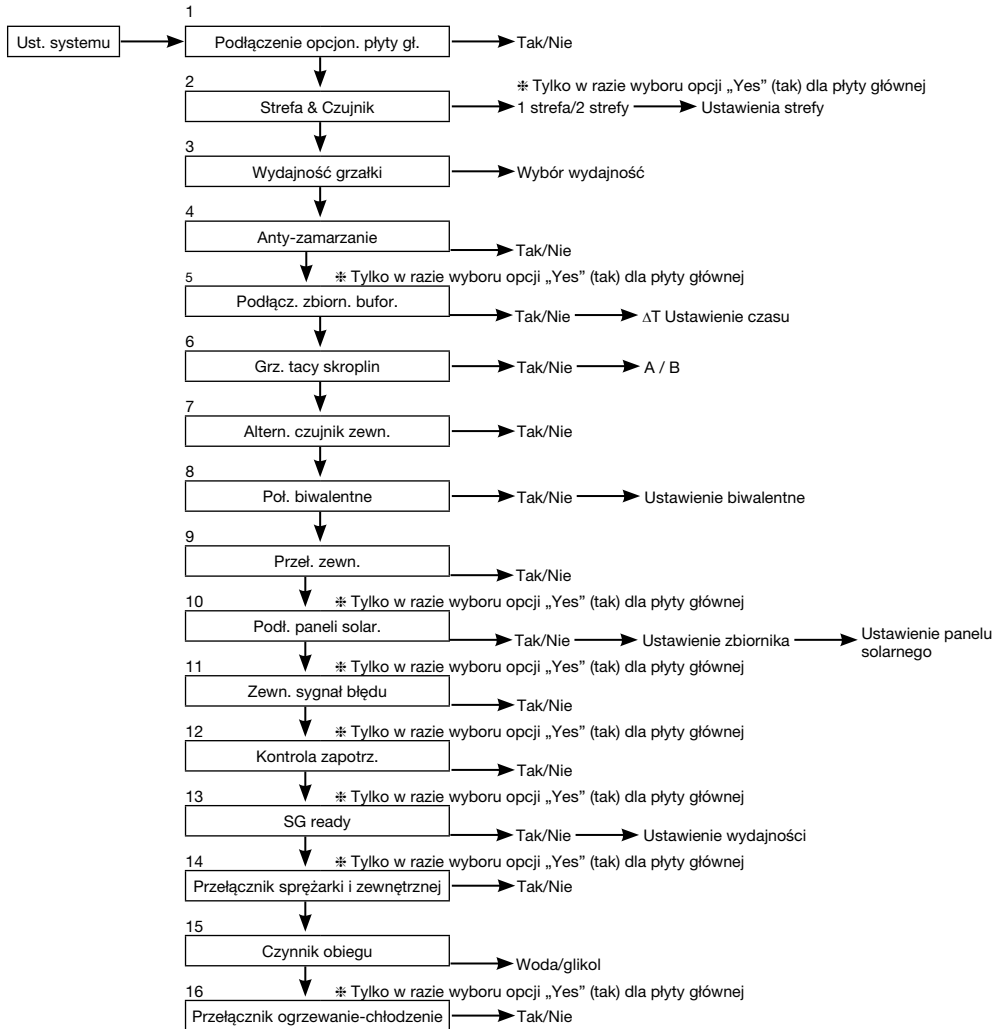 1
Ust. systemu
Podłączenie opcjon. płyty gł.
Tak/Nie
2
⁜ Tylko w razie wyboru opcji „Yes” (tak) dla płyty głównej
Strefa & Czujnik
1 strefa/2 strefy
Ustawienia strefy
3
Wydajność grzałki
Wybór wydajność
4
Anty-zamarzanie
Tak/Nie
5
⁜ Tylko w razie wyboru opcji „Yes” (tak) dla płyty głównej
Podłącz. zbiorn. bufor.
Tak/Nie
ΔT Ustawienie czasu
6
Grz. tacy skroplin
Tak/Nie
A / B
7
Altern. czujnik zewn.
Tak/Nie
8
Poł. biwalentne
Tak/Nie
Ustawienie biwalentne
9
Przeł. zewn.
Tak/Nie
10
⁜ Tylko w razie wyboru opcji „Yes” (tak) dla płyty głównej
Podł. paneli solar.
Tak/Nie
Ustawienie zbiornika
Ustawienie panelu
solarnego
11
⁜ Tylko w razie wyboru opcji „Yes” (tak) dla płyty głównej
Zewn. sygnał błędu
Tak/Nie
12
⁜ Tylko w razie wyboru opcji „Yes” (tak) dla płyty głównej
Kontrola zapotrz.
Tak/Nie
13
⁜ Tylko w razie wyboru opcji „Yes” (tak) dla płyty głównej
SG ready
Tak/Nie
Ustawienie wydajności
14
⁜ Tylko w razie wyboru opcji „Yes” (tak) dla płyty głównej
Przełącznik sprężarki i zewnętrznej
Tak/Nie
15
Czynnik obiegu
Woda/glikol
16
⁜ Tylko w razie wyboru opcji „Yes” (tak) dla płyty głównej
Przełącznik ogrzewanie-chłodzenie
Tak/Nie